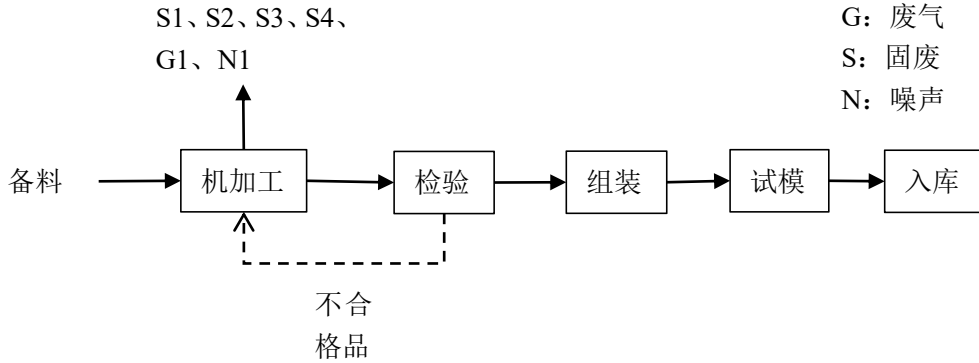 S1、S2、S3、S4、
G1、N1
G：废气
S：固废
N：噪声
备料
机加工
检验
组装
试模
入库
不合
格品